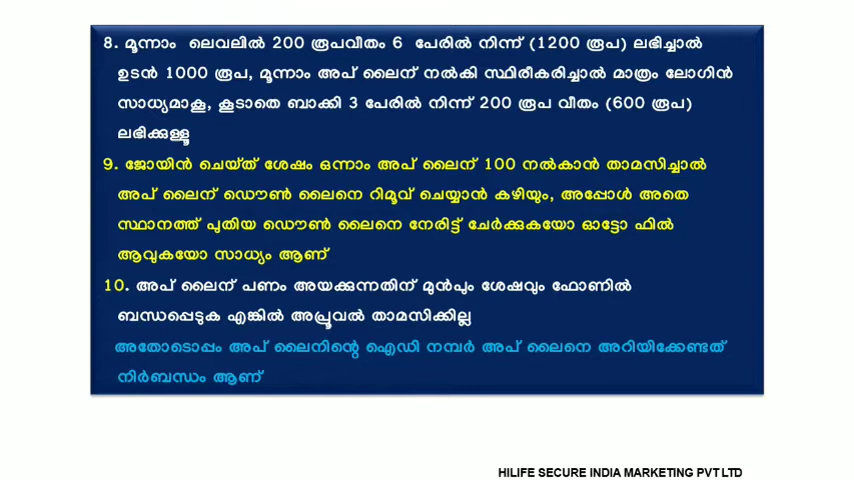 8. മൂന്നാം ലെവലിൽ 200 രൂപവീതം 6 പേരിൽ നിന്ന് (1200 രൂപ) ലഭിച്ചാൽ
ഉടൻ 1000 രൂപ, മൂന്നാം അപ് ലൈന് നൽകി സ്ഥിരീകരിച്ചാൽ മാത്രം ലോഗിൻ
സാധ്യമാകൂ, കൂടാതെ ബാക്കി 3 പേരിൽ നിന്ന് 200 രൂപ വീതം (600 രൂപ)
ലഭിക്കുള്ളൂ
9. ജോയിൻ ചെയ്ത് ശേഷം ഒന്നാം അപ് ലൈന് 100 നൽകാൻ താമസിച്ചാൽ
അപ് ലൈന് ഡൌൺ ലൈനെ റിമൂവ് ചെയ്യാൻ കഴിയും, അപ്പോൾ അതെ
സ്ഥാനത്ത് പുതിയ ഡൌൺ ലൈനെ നേരിട്ട് ചേർക്കുകയോ ഓട്ടോ ഫിൽ
ആവുകയോ സാധ്യം ആണ്
10. അപ് ലൈന് പണം അയക്കുന്നതിന് മുൻപും ശേഷവും ഫോണിൽ
ബന്ധപ്പെടുക എങ്കിൽ അപ്രൂവൽ താമസിക്കില്ല
അതോടൊപ്പം അപ് ലൈനിന്റെ ഐഡി നമ്പർ അപ് ലൈനെ അറിയിക്കേണ്ടത്
നിർബന്ധം ആണ്
HILIFE SECURE INDIA MARKETING PVT LTD